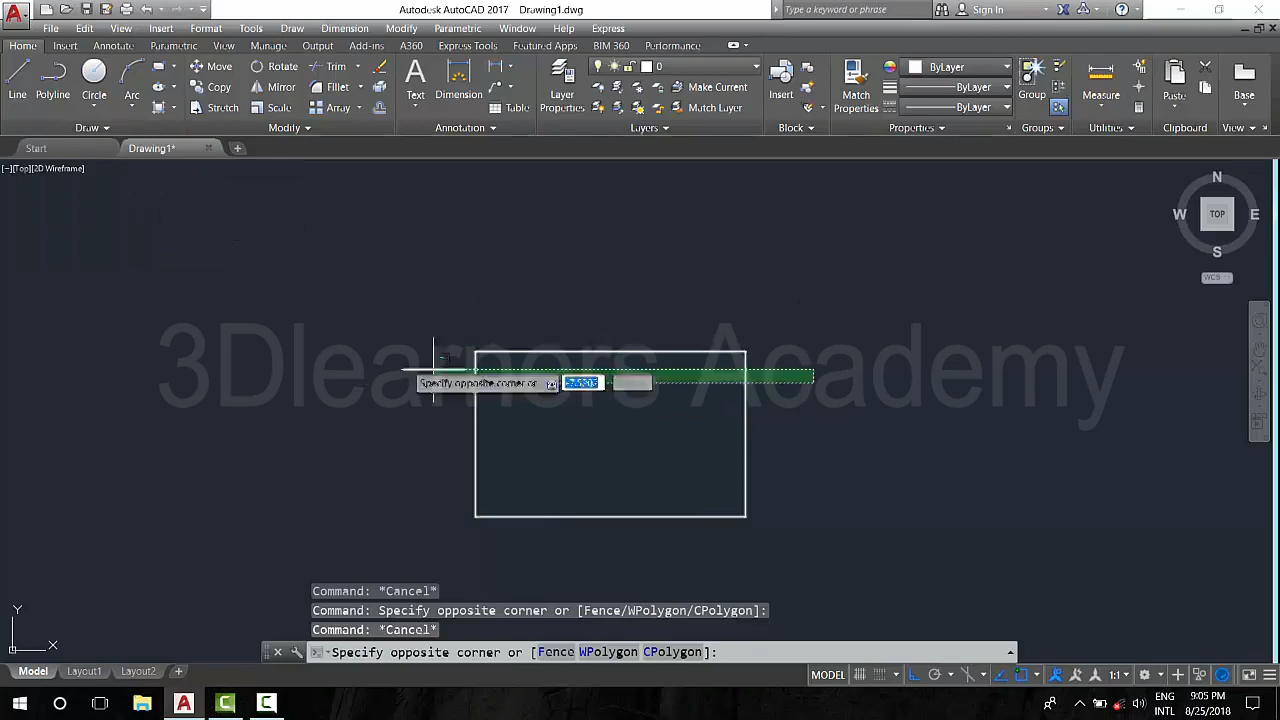 Autodesk AutoCAD 2017 Drawing1.dwg
Type a keyword or phrase
Sign In
File Edit View Insert Format Tools Draw Dimension Modify Parametric Window Help Express
Home Insert Annotate Parametric View Manage Output Add-ins A360 Express Tools Featured Apps BIM 360 Performance
Line Polyline Circle Arc
Move Rotate Trim
Copy Mirror Fillet
Stretch Scale Array
Text Dimension Table
Layer Properties
0
Make Current
Match Layer
Insert
Match Properties
ByLayer
ByLayer
ByLayer
Group
Measure
Paste
Base
Draw Modify Annotation Layers Block Properties Groups Utilities Clipboard View
Start Drawing1*
[−][Top][2D Wireframe]
N
W TOP E
S
WCS
3Dlearners Academy
Specify opposite corner or
Command: *Cancel*
Command: Specify opposite corner or [Fence/WPolygon/CPolygon]:
Command: *Cancel*
Specify opposite corner or [Fence WPolygon CPolygon]:
Y
X
Model Layout1 Layout2
MODEL 1:1
ENG 9:05 PM
INTL 8/25/2018